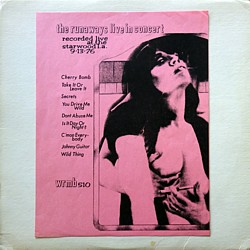 the runaways live in concert
recorded live
at the
starwood l.a.
9-13-76
Cherry Bomb
Take It Or
Leave It
Secrets
You Drive Me
Wild
Dont Abuse Me
Is It Day Or
Night
C'mon Every-
body
Johnny Guitar
Wild Thing
wrmb 510